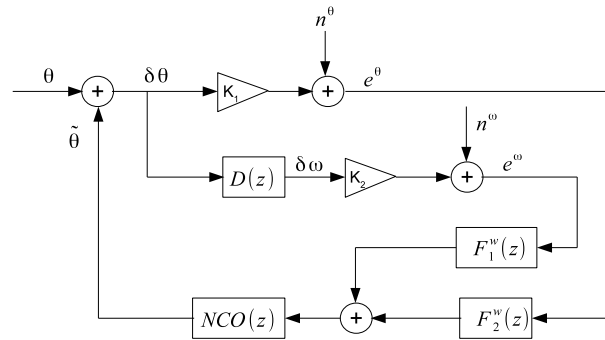 n^θ
θ
+
δθ
K₁
+
e^θ
θ̃
n^ω
D(z)
δω
K₂
+
e^ω
F₁^w(z)
NCO(z)
+
F₂^w(z)